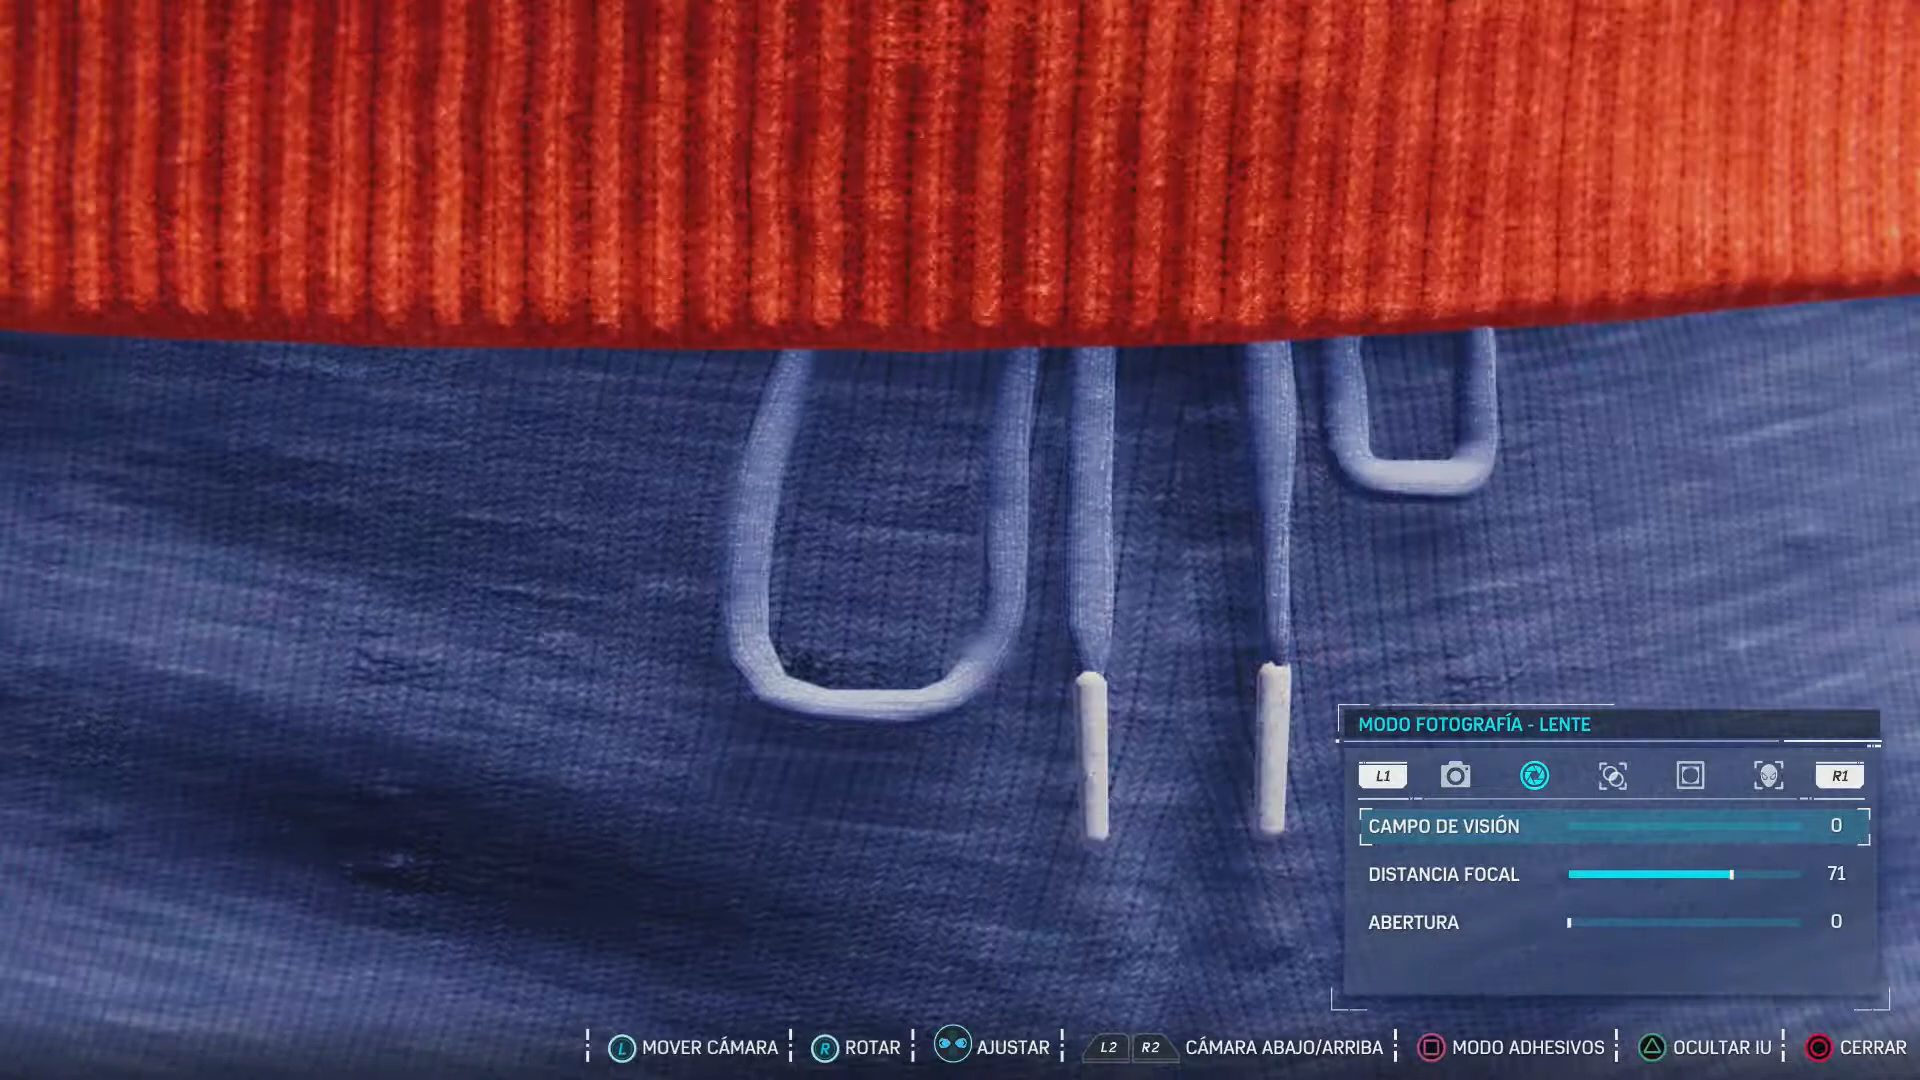 MODO FOTOGRAFÍA - LENTE
L1 R1
CAMPO DE VISIÓN 0
DISTANCIA FOCAL 71
ABERTURA 0
L MOVER CÁMARA R ROTAR AJUSTAR L2 R2 CÁMARA ABAJO/ARRIBA MODO ADHESIVOS OCULTAR IU CERRAR